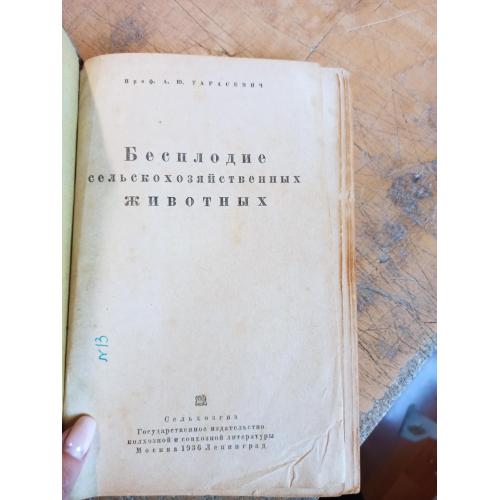 Проф. А. Ю. ТАРАСЕВИЧ
Бесплодие
сельскохозяйственных
животных
№13
Сельхозгиз
Государственное издательство
колхозной и совхозной литературы
Москва 1936 Ленинград